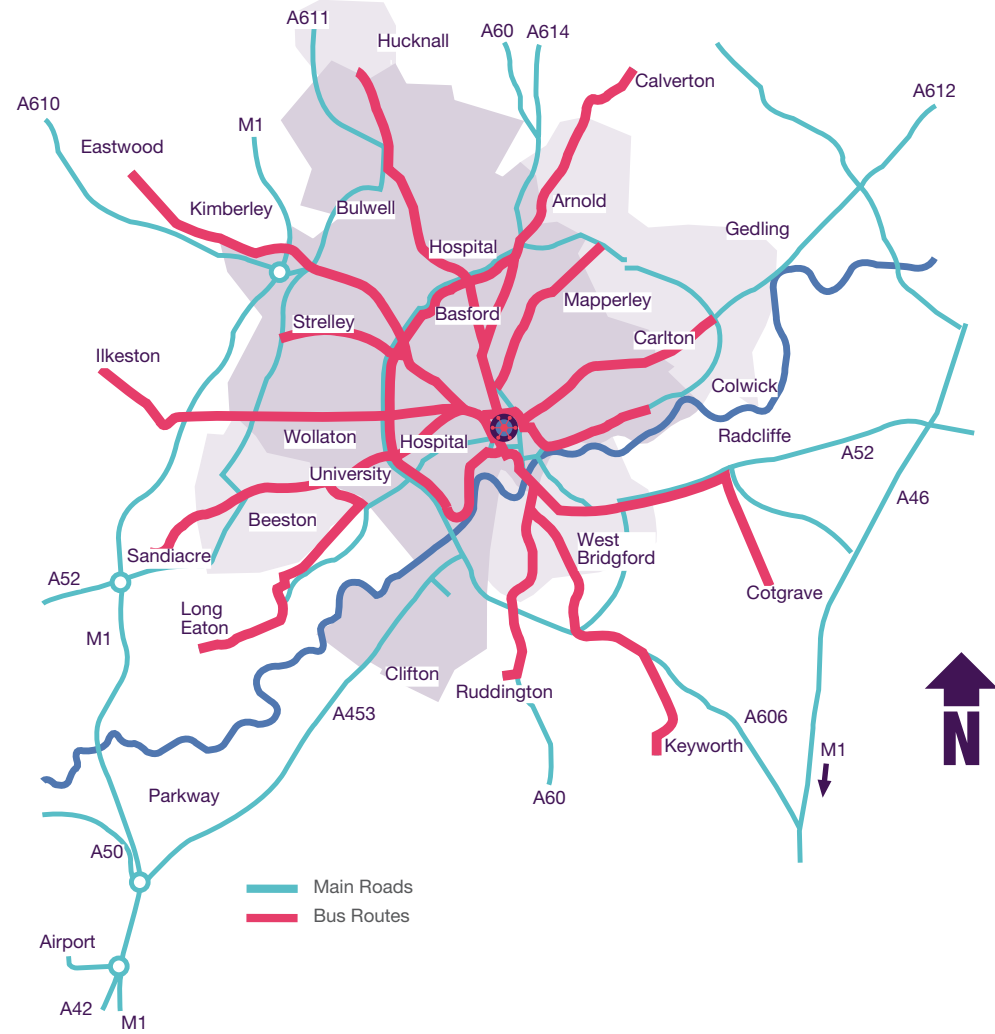 A611
Hucknall
A60
A614
Calverton
A612
A610
M1
Eastwood
Kimberley
Bulwell
Arnold
Gedling
Hospital
Mapperley
Basford
Strelley
Carlton
Ilkeston
Colwick
Wollaton
Hospital
Radcliffe
A52
University
A46
Beeston
West
Bridgford
Sandiacre
A52
Cotgrave
Long
Eaton
M1
Clifton
Ruddington
A453
A606
Keyworth
M1
N
Parkway
A60
A50
Main Roads
Bus Routes
Airport
A42
M1